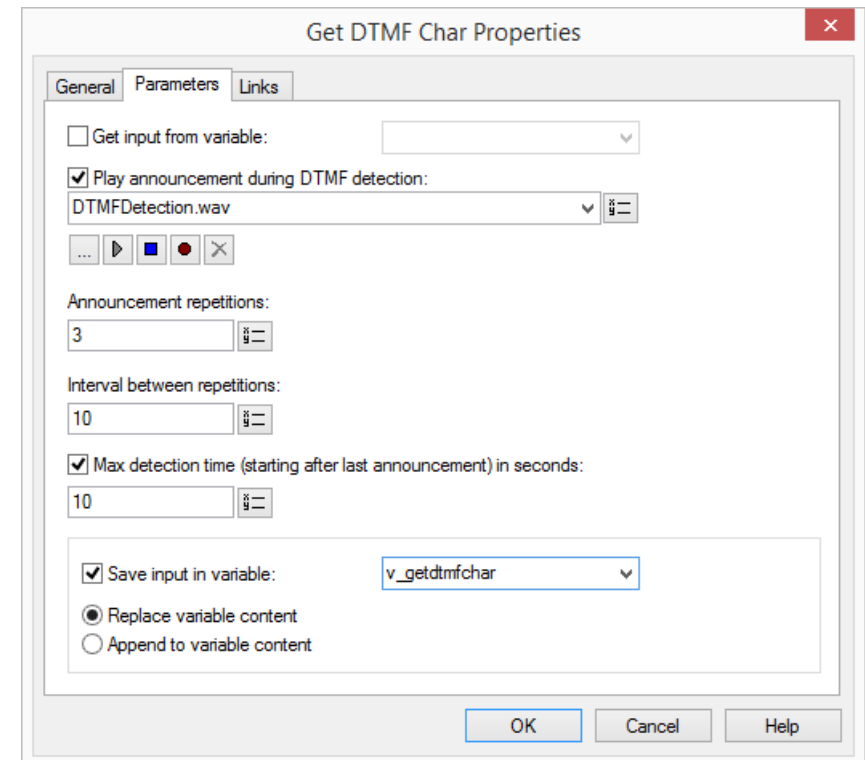 Get DTMF Char Properties
General Parameters Links
Get input from variable:
Play announcement during DTMF detection:
DTMFDetection.wav
...
Announcement repetitions:
3
Interval between repetitions:
10
Max detection time (starting after last announcement) in seconds:
10
Save input in variable: v_getdtmfchar
Replace variable content
Append to variable content
OK Cancel Help